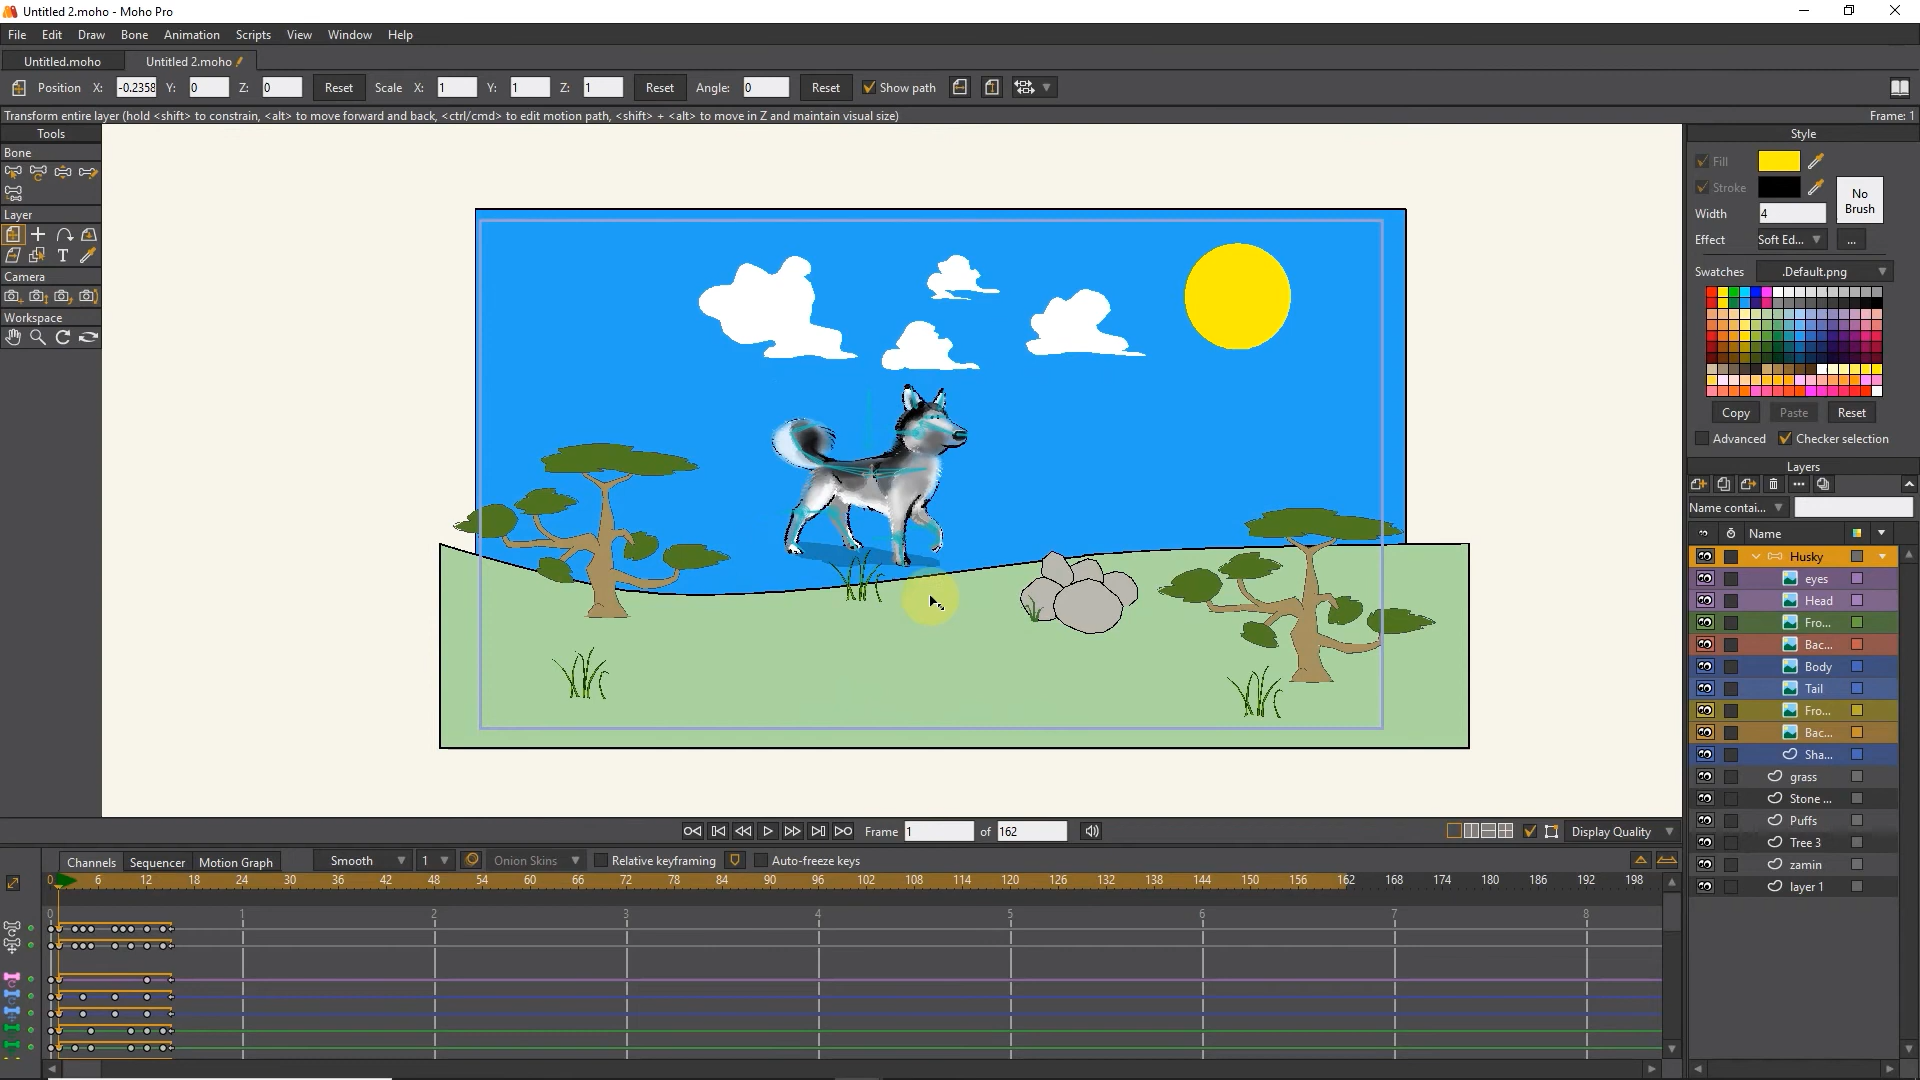 Untitled 2.moho - Moho Pro
File Edit Draw Bone Animation Scripts View Window Help
Untitled.moho Untitled 2.moho
Position X: -0.2358 Y: 0 Z: 0 Reset Scale X: 1 Y: 1 Z: 1 Reset Angle: 0 Reset Show path
Transform entire layer (hold <shift> to constrain, <alt> to move forward and back, <ctrl/cmd> to edit motion path, <shift> + <alt> to move in Z and maintain visual size) Frame: 1
Tools
Bone
Layer
T
Camera
Workspace
Style
Fill
Stroke
No
Brush
Width 4
Effect Soft Ed... ...
Swatches .Default.png
Copy Paste Reset
Advanced Checker selection
Layers
Name contai...
Name
Husky
eyes
Head
Fro...
Bac...
Body
Tail
Fro...
Bac...
Sha...
grass
Stone ...
Puffs
Tree 3
zamin
layer 1
Frame 1 of 162 Display Quality
Channels Sequencer Motion Graph Smooth 1 Onion Skins Relative keyframing Auto-freeze keys
0 6 12 18 24 30 36 42 48 54 60 66 72 78 84 90 96 102 108 114 120 126 132 138 144 150 156 162 168 174 180 186 192 198
0 1 2 3 4 5 6 7 8